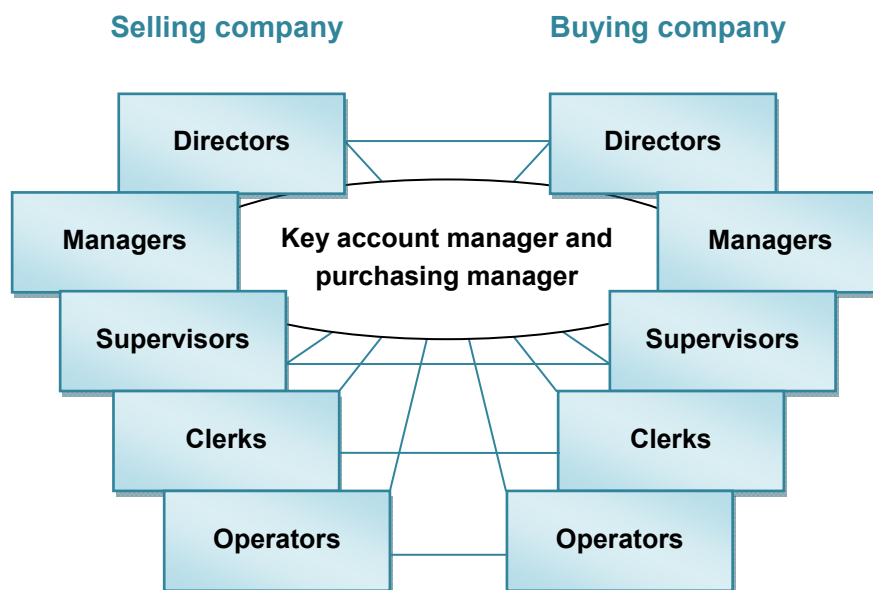 Selling company
Buying company
Directors
Directors
Managers
Key account manager and
purchasing manager
Managers
Supervisors
Supervisors
Clerks
Clerks
Operators
Operators